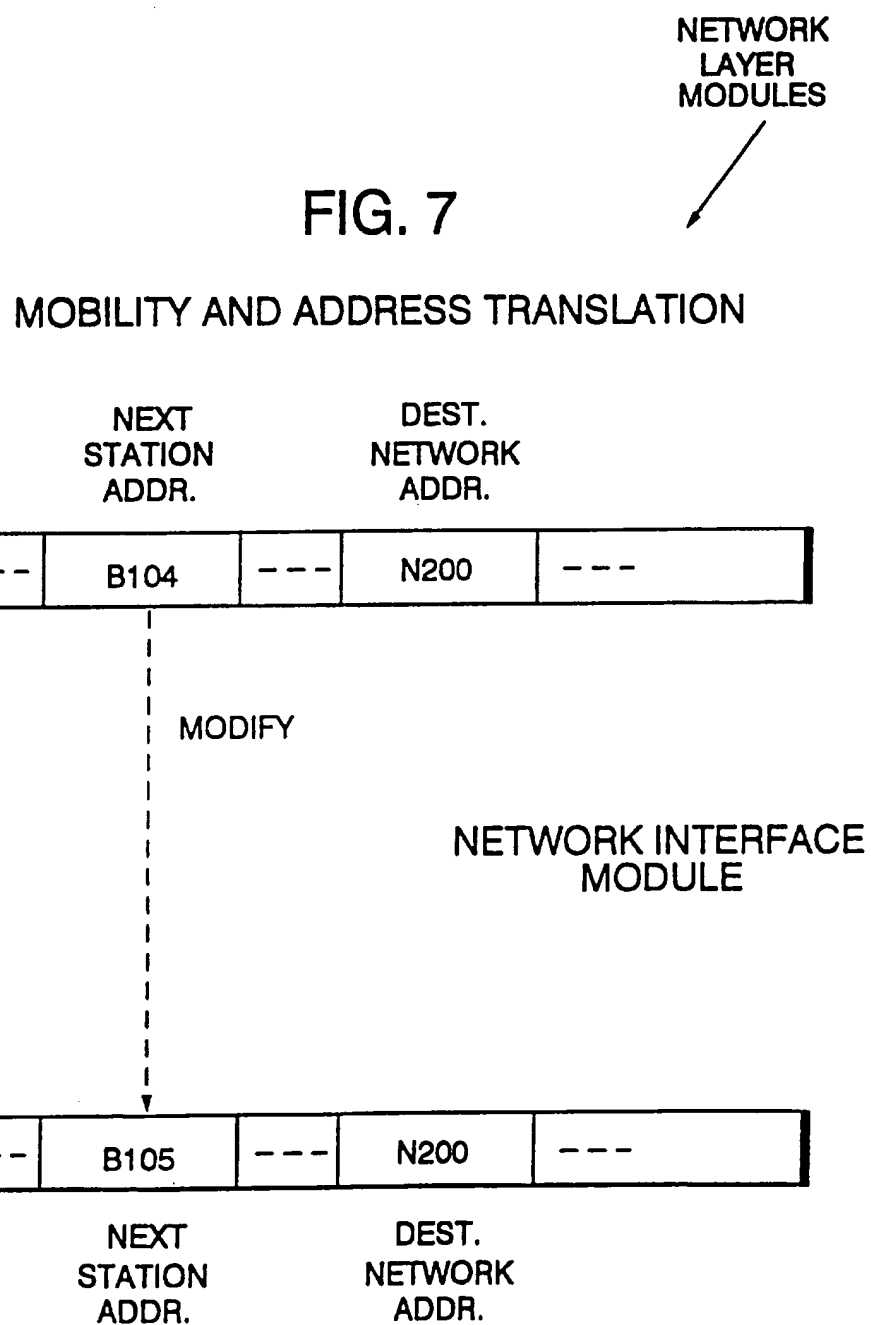 NETWORK
LAYER
MODULES
FIG. 7
MOBILITY AND ADDRESS TRANSLATION
NEXT
STATION
ADDR.
DEST.
NETWORK
ADDR.
-- B104 --- N200 ---
MODIFY
NETWORK INTERFACE
MODULE
-- B105 --- N200 ---
NEXT
STATION
ADDR.
DEST.
NETWORK
ADDR.